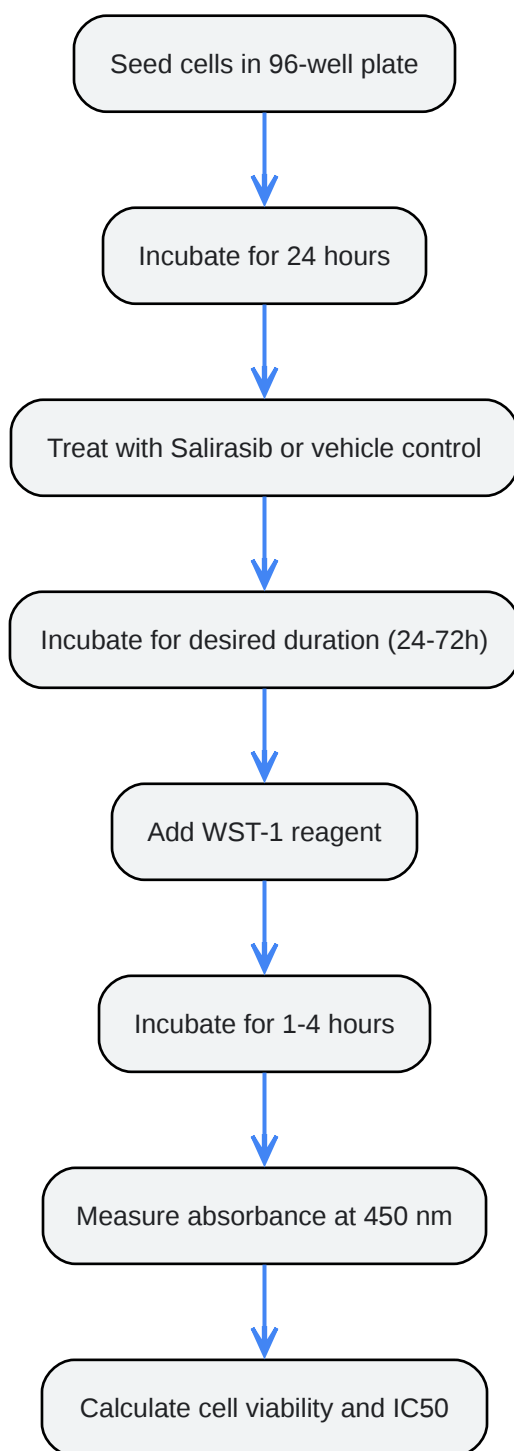 Seed cells in 96-well plate
Incubate for 24 hours
Treat with Salirasib or vehicle control
Incubate for desired duration (24-72h)
Add WST-1 reagent
Incubate for 1-4 hours
Measure absorbance at 450 nm
Calculate cell viability and IC50